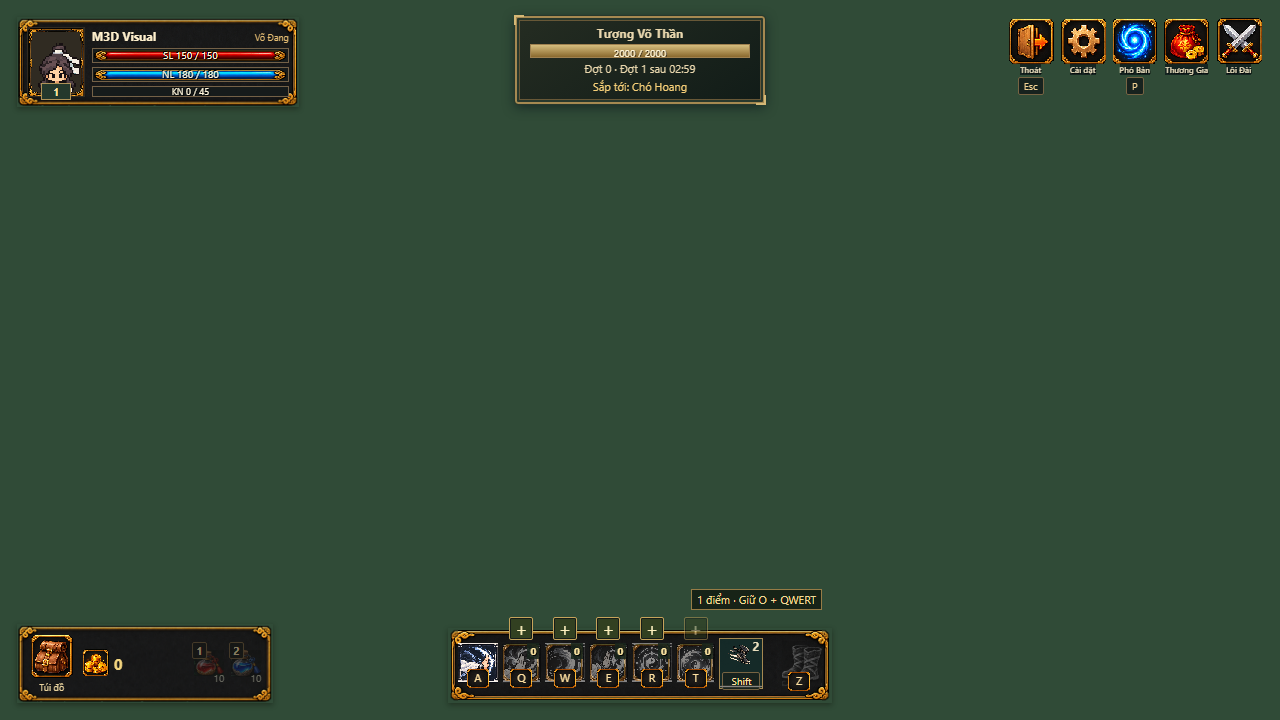 M3D Visual
Võ Đang
SL 150 / 150
NL 180 / 180
KN 0 / 45
1
Tượng Võ Thần
2000 / 2000
Đợt 0 · Đợt 1 sau 02:59
Sắp tới: Chó Hoang
Thoát
Cài đặt
Phó Bản
Thương Gia
Lôi Đài
Esc
P
1 điểm · Giữ O + QWERT
+ + + + +
0 0 0 0 0 2
A Q W E R T Shift Z
Túi đồ
0
1
10
2
10